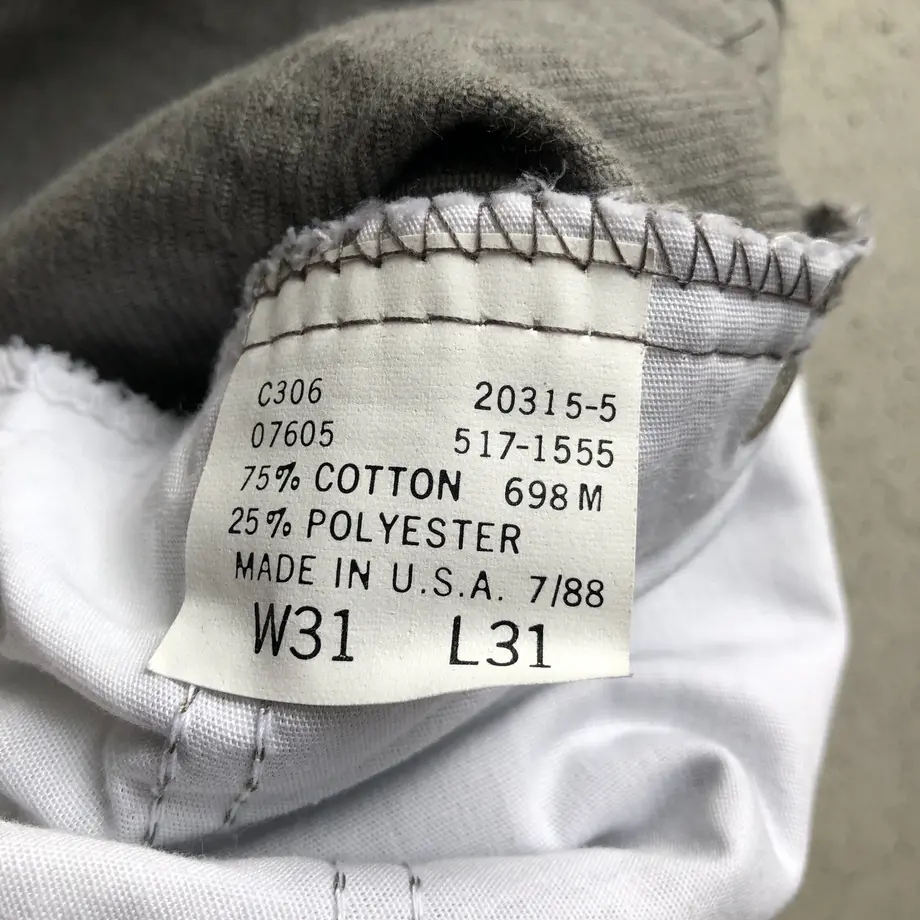 C306 20315-5
07605 517-1555
75% COTTON 698 M
25% POLYESTER
MADE IN U.S.A. 7/88
W31 L31